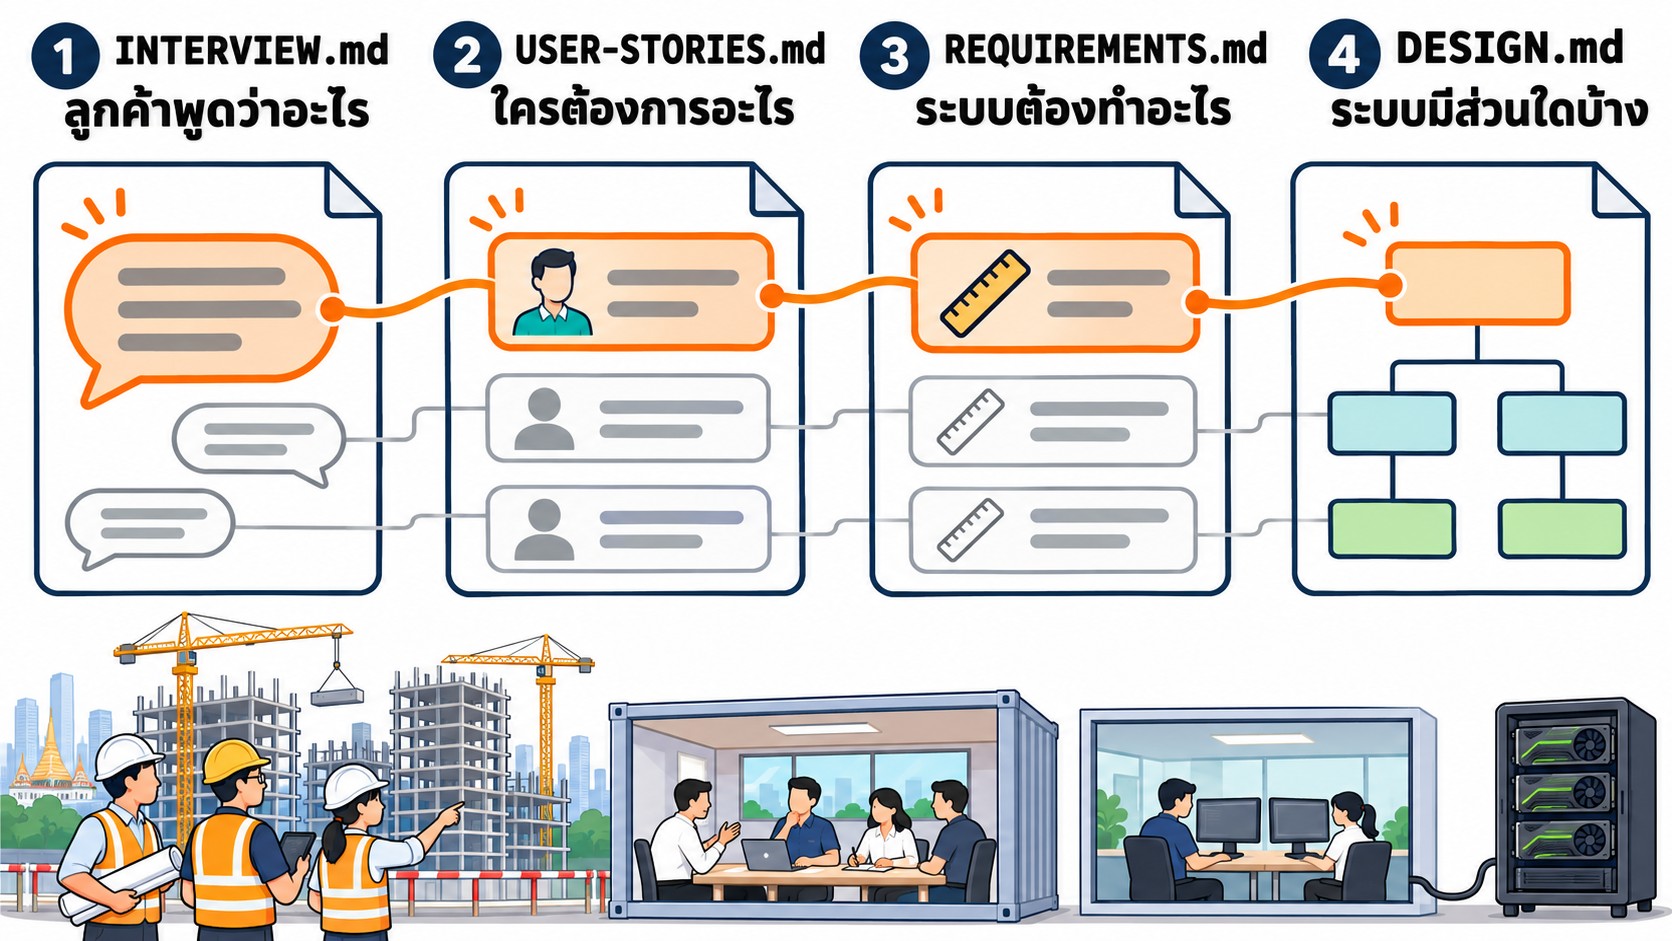 1 INTERVIEW.md
ลูกค้าพูดว่าอะไร
2 USER-STORIES.md
ใครต้องการอะไร
3 REQUIREMENTS.md
ระบบต้องทำอะไร
4 DESIGN.md
ระบบมีส่วนใดบ้าง